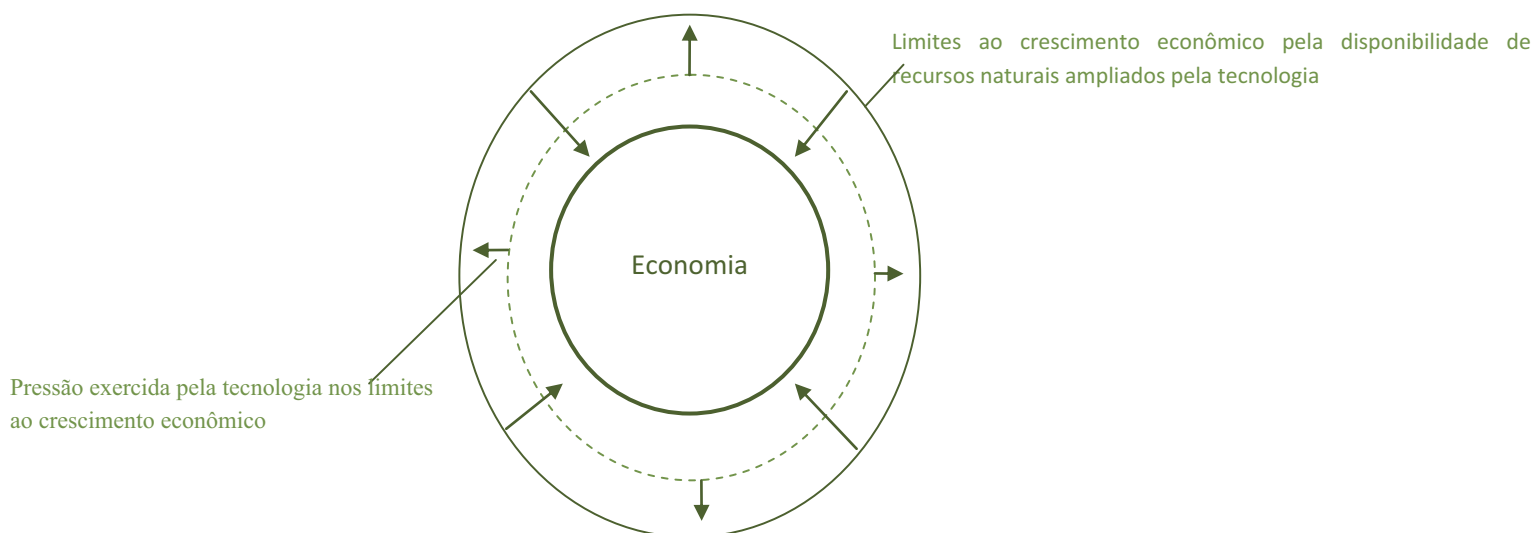 Limites ao crescimento econômico pela disponibilidade de
recursos naturais ampliados pela tecnologia
Economia
Pressão exercida pela tecnologia nos limites
ao crescimento econômico